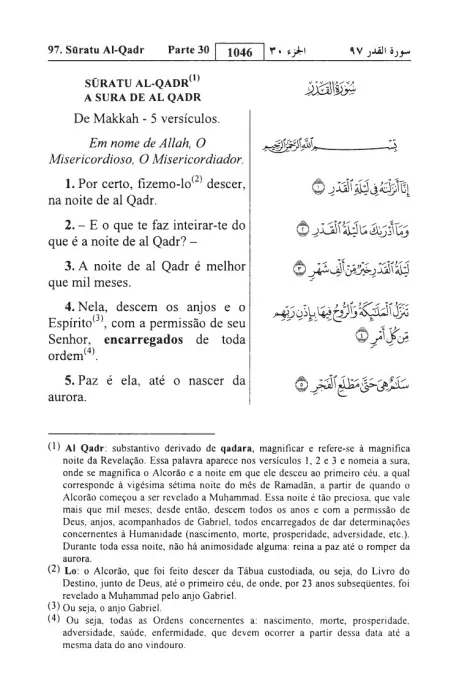 97. Sūratu Al-Qadr Parte 30 1046 الجزء ٣٠ سورة القدر ٩٧
SŪRATU AL-QADR(1)
A SURA DE AL QADR
De Makkah - 5 versículos.
Em nome de Allah, O
Misericordioso, O Misericordiador.
1. Por certo, fizemo-lo(2) descer,
na noite de al Qadr.
2. – E o que te faz inteirar-te do
que é a noite de al Qadr? –
3. A noite de al Qadr é melhor
que mil meses.
4. Nela, descem os anjos e o
Espírito(3), com a permissão de seu
Senhor, encarregados de toda
ordem(4).
5. Paz é ela, até o nascer da
aurora.
سُورَةُ الْقَدْرِ
بِسْمِ اللَّهِ الرَّحْمَٰنِ الرَّحِيمِ
إِنَّا أَنزَلْنَٰهُ فِى لَيْلَةِ ٱلْقَدْرِ ١
وَمَآ أَدْرَىٰكَ مَا لَيْلَةُ ٱلْقَدْرِ ٢
لَيْلَةُ ٱلْقَدْرِ خَيْرٌ مِّنْ أَلْفِ شَهْرٍ ٣
تَنَزَّلُ ٱلْمَلَٰٓئِكَةُ وَٱلرُّوحُ فِيهَا بِإِذْنِ رَبِّهِم
مِّن كُلِّ أَمْرٍ ٤
سَلَٰمٌ هِىَ حَتَّىٰ مَطْلَعِ ٱلْفَجْرِ ٥
(1) Al Qadr: substantivo derivado de qadara, magnificar e refere-se à magnífica
noite da Revelação. Essa palavra aparece nos versículos 1, 2 e 3 e nomeia a sura,
onde se magnifica o Alcorão e a noite em que ele desceu ao primeiro céu, a qual
corresponde à vigésima sétima noite do mês de Ramadān, a partir de quando o
Alcorão começou a ser revelado a Muḥammad. Essa noite é tão preciosa, que vale
mais que mil meses; desde então, descem todos os anos e com a permissão de
Deus, anjos, acompanhados de Gabriel, todos encarregados de dar determinações
concernentes à Humanidade (nascimento, morte, prosperidade, adversidade, etc.).
Durante toda essa noite, não há animosidade alguma: reina a paz até o romper da
aurora.
(2) Lo: o Alcorão, que foi feito descer da Tábua custodiada, ou seja, do Livro do
Destino, junto de Deus, até o primeiro céu, de onde, por 23 anos subseqüentes, foi
revelado a Muḥammad pelo anjo Gabriel.
(3) Ou seja, o anjo Gabriel.
(4) Ou seja, todas as Ordens concernentes a: nascimento, morte, prosperidade,
adversidade, saúde, enfermidade, que devem ocorrer a partir dessa data até a
mesma data do ano vindouro.